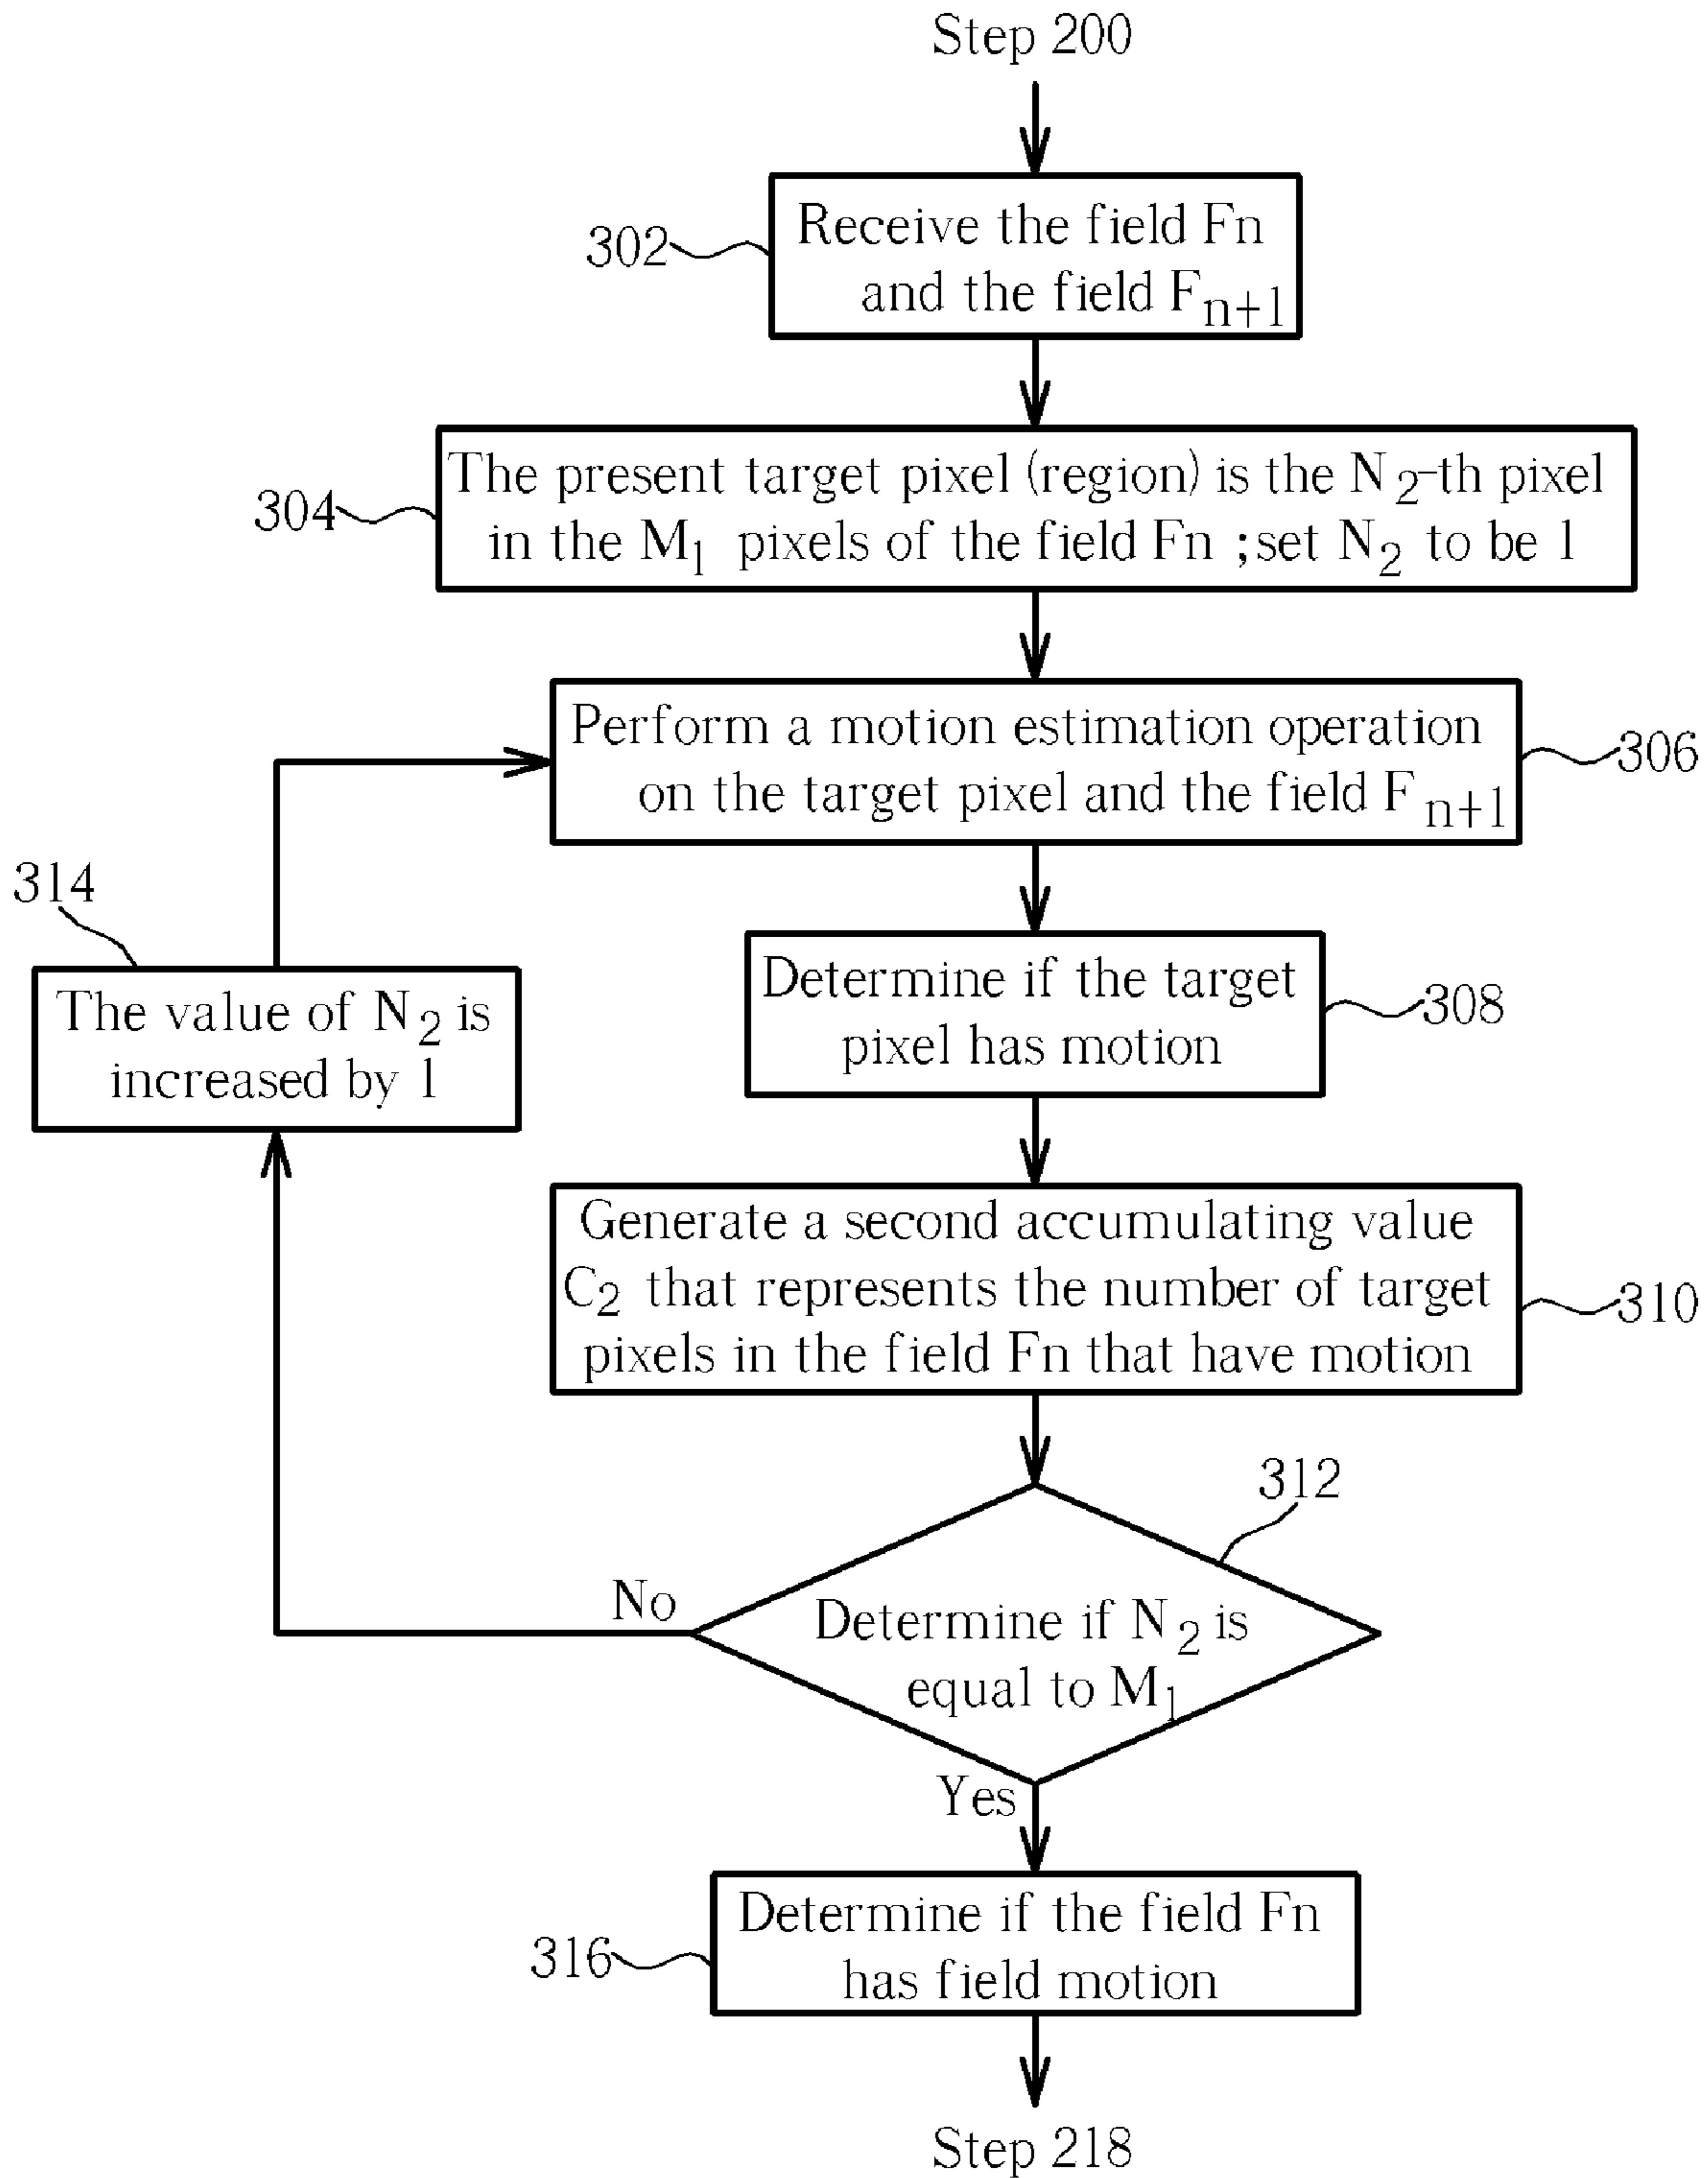 Step 200
302
Receive the field Fn
and the field Fn+1
304
The present target pixel (region) is the N2-th pixel
in the M1 pixels of the field Fn ;set N2 to be 1
Perform a motion estimation operation
on the target pixel and the field Fn+1
306
314
The value of N2 is
increased by 1
Determine if the target
pixel has motion
308
Generate a second accumulating value
C2 that represents the number of target
pixels in the field Fn that have motion
310
312
No
Determine if N2 is
equal to M1
Yes
316
Determine if the field Fn
has field motion
Step 218